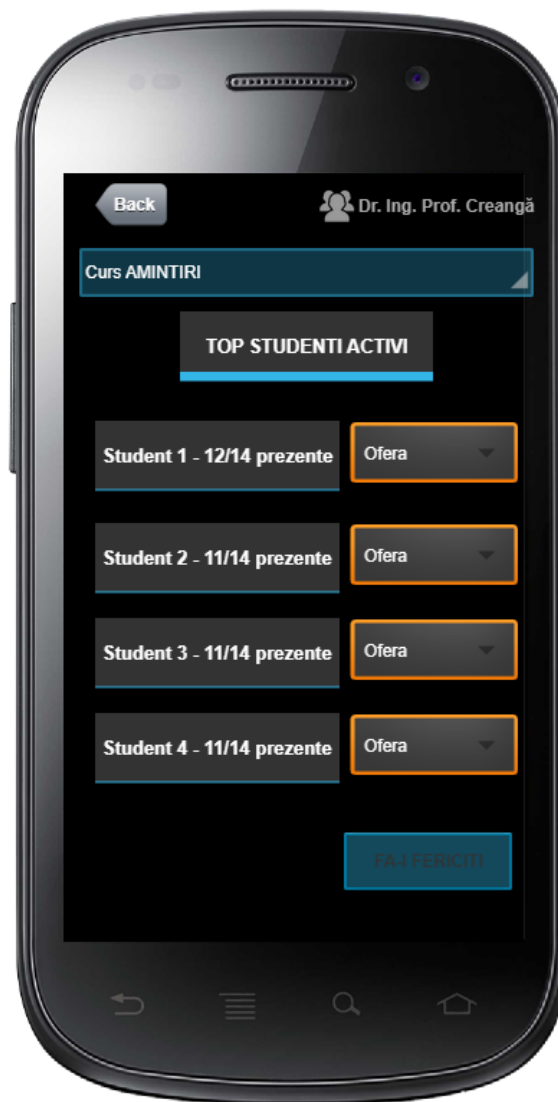 Back
Dr. Ing. Prof. Creangă
Curs AMINTIRI
TOP STUDENTI ACTIVI
Student 1 - 12/14 prezente
Ofera
Student 2 - 11/14 prezente
Ofera
Student 3 - 11/14 prezente
Ofera
Student 4 - 11/14 prezente
Ofera
FA-I FERICITI